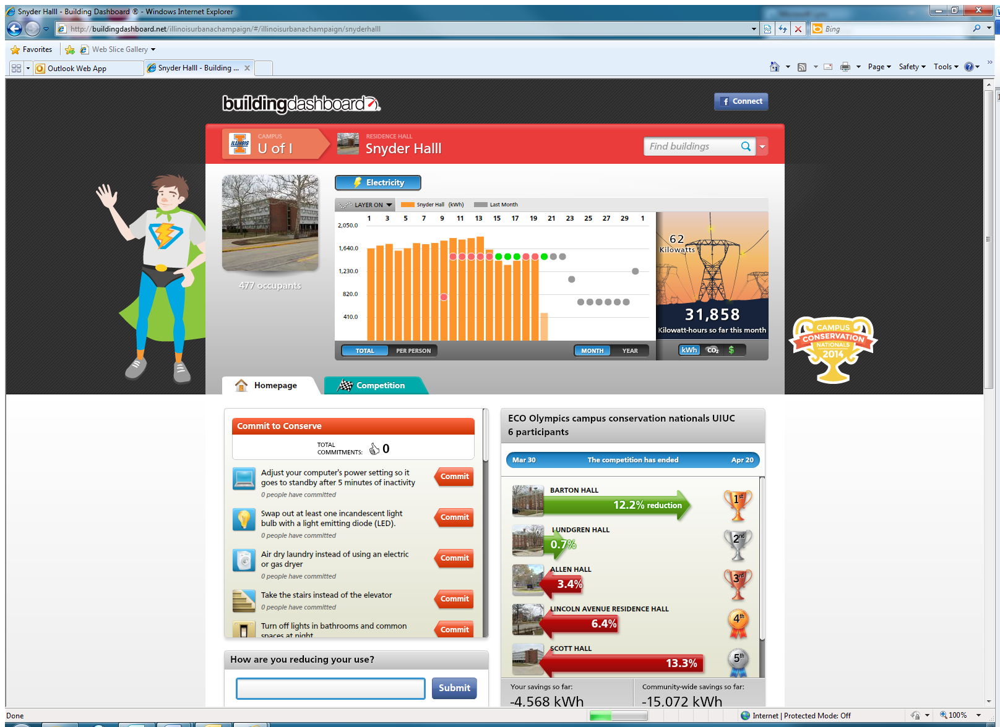 Snyder Halll - Building Dashboard ® - Windows Internet Explorer
http://buildingdashboard.net/illinoisurbanachampaign/#/illinoisurbanachampaign/snyderhalll
Bing
Favorites
Web Slice Gallery
Outlook Web App
Snyder Halll - Building ...
Page
Safety
Tools
buildingdashboard
f Connect
ILLINOIS
CAMPUS
U of I
RESIDENCE HALL
Snyder Halll
Find buildings
477 occupants
Electricity
LAYER ON
Snyder Hall (kWh)
Last Month
1 3 5 7 9 11 13 15 17 19 21 23 25 27 29 1
2,050.0
1,640.0
1,230.0
820.0
410.0
62
Kilowatts
31,858
Kilowatt-hours so far this month
TOTAL
PER PERSON
MONTH
YEAR
kWh
CO2
$
CAMPUS
CONSERVATION
NATIONALS
2014
Homepage
Competition
Commit to Conserve
TOTAL
COMMITMENTS:
0
Adjust your computer's power setting so it
goes to standby after 5 minutes of inactivity
0 people have committed
Commit
Swap out at least one incandescent light
bulb with a light emitting diode (LED).
0 people have committed
Commit
Air dry laundry instead of using an electric
or gas dryer
0 people have committed
Commit
Take the stairs instead of the elevator
0 people have committed
Commit
Turn off lights in bathrooms and common
spaces at night
Commit
How are you reducing your use?
Submit
ECO Olympics campus conservation nationals UIUC
6 participants
Mar 30
The competition has ended
Apr 20
BARTON HALL
12.2% reduction
1st
LUNDGREN HALL
0.7%
2nd
ALLEN HALL
3.4%
3rd
LINCOLN AVENUE RESIDENCE HALL
6.4%
4th
SCOTT HALL
13.3%
5th
Your savings so far:
-4,568 kWh
Community-wide savings so far:
-15,072 kWh
Done
Internet | Protected Mode: Off
100%